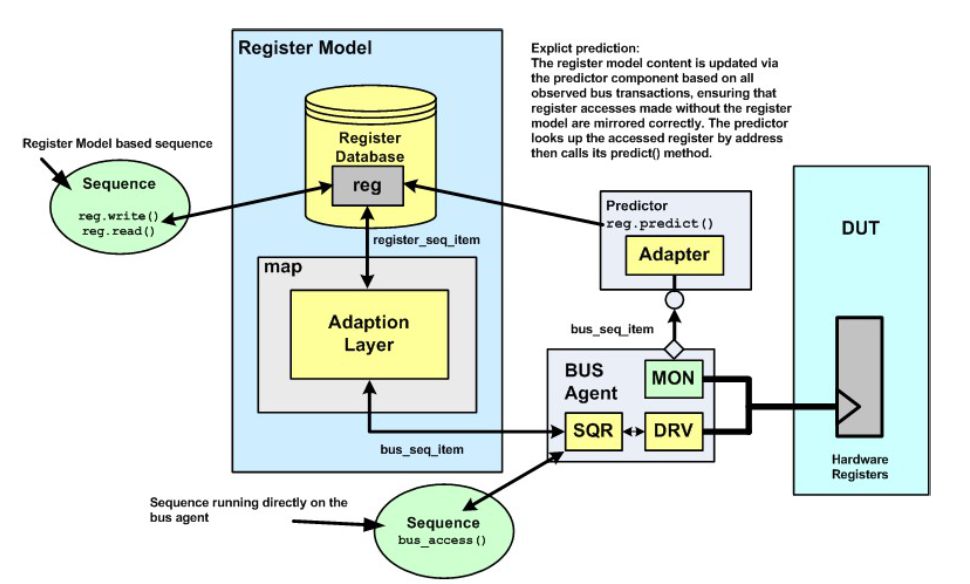 Register Model
Explict prediction:
The register model content is updated via
the predictor component based on all
observed bus transactions, ensuring that
register accesses made without the register
model are mirrored correctly. The predictor
looks up the accessed register by address
then calls its predict() method.
Register Model based sequence
Sequence
reg.write()
reg.read()
Register
Database
reg
register_seq_item
map
Adaption
Layer
bus_seq_item
Predictor
reg.predict()
Adapter
bus_seq_item
BUS
Agent
MON
SQR
DRV
DUT
Hardware
Registers
Sequence running directly on the
bus agent
Sequence
bus_access()